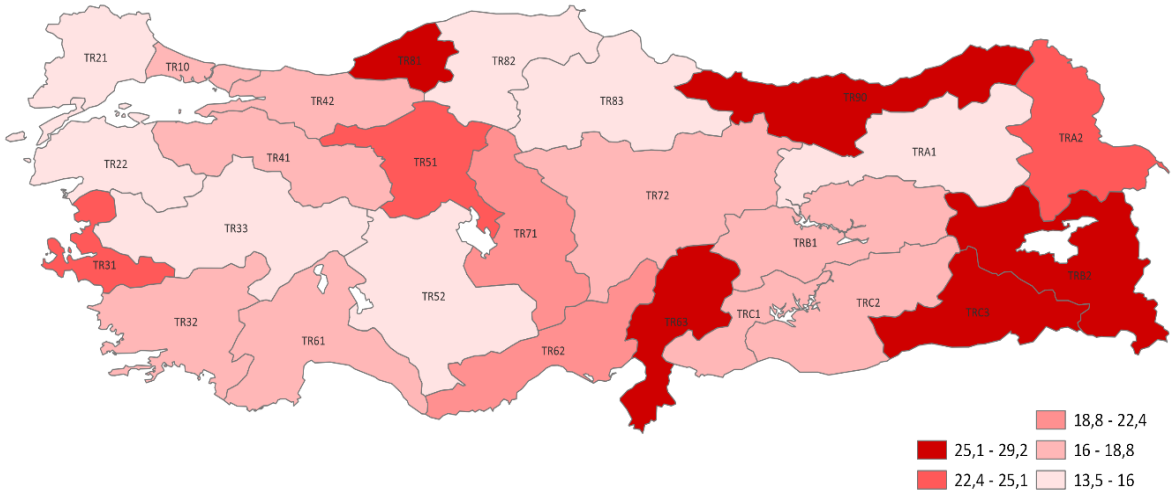 TR21
TR10
TR81
TR82
TR42
TR83
TR90
TR22
TR41
TR51
TRA1
TRA2
TR72
TR33
TR71
TRB1
TR31
TRB2
TR52
TR32
TR61
TR62
TR63
TRC1
TRC2
TRC3
18,8 - 22,4
25,1 - 29,2
16 - 18,8
22,4 - 25,1
13,5 - 16